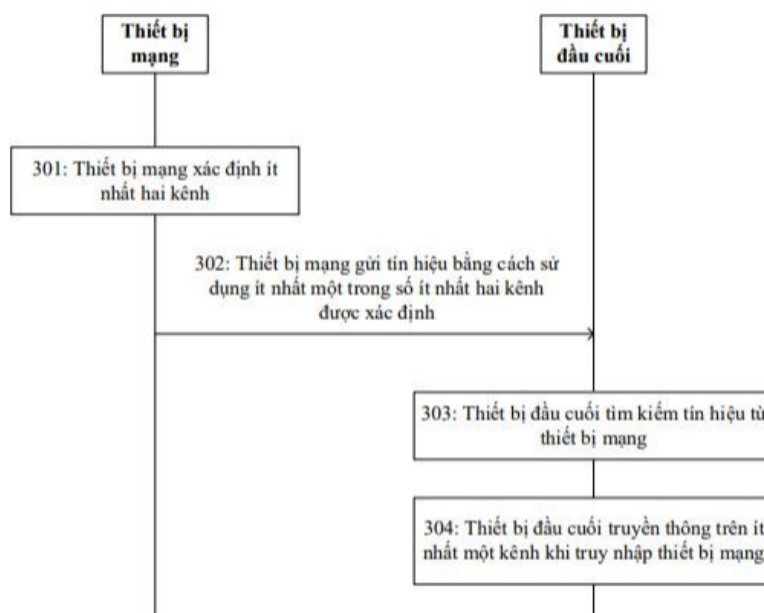 Thiết bị
mạng
Thiết bị
đầu cuối
301: Thiết bị mạng xác định ít
nhất hai kênh
302: Thiết bị mạng gửi tín hiệu bằng cách sử
dụng ít nhất một trong số ít nhất hai kênh
được xác định
303: Thiết bị đầu cuối tìm kiếm tín hiệu từ
thiết bị mạng
304: Thiết bị đầu cuối truyền thông trên ít
nhất một kênh khi truy nhập thiết bị mạng